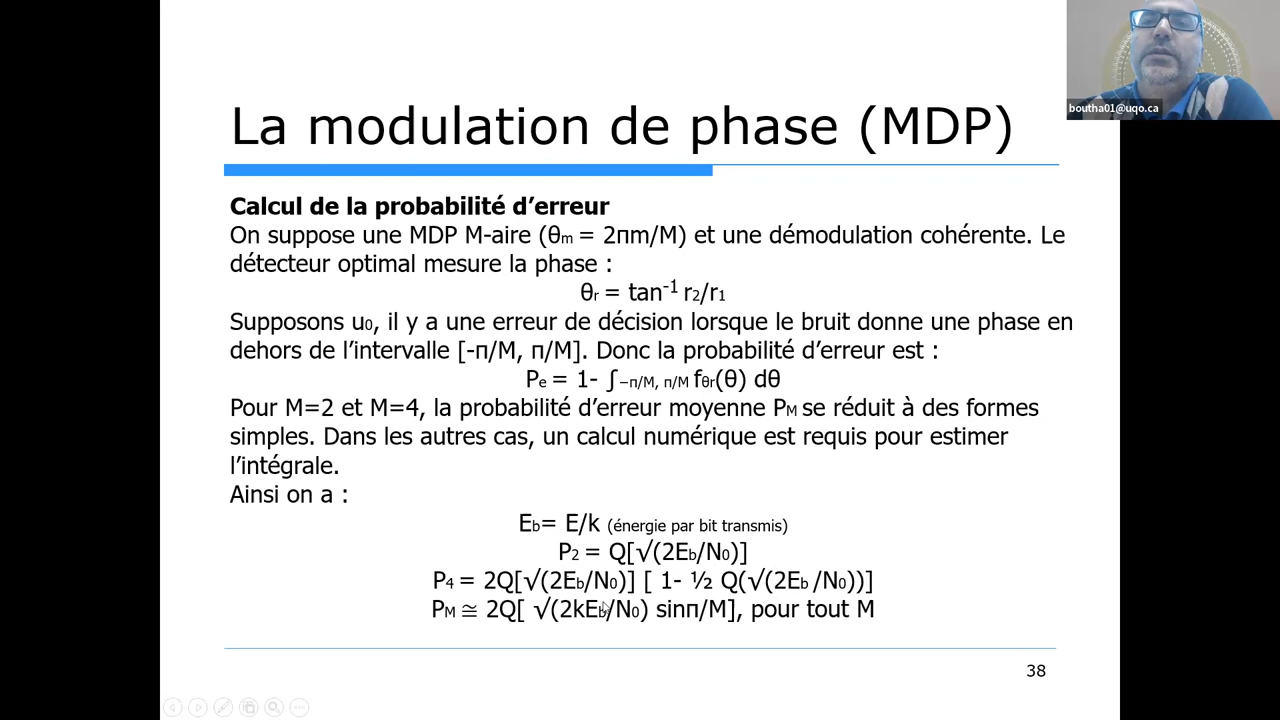 boutha01@uqo.ca
La modulation de phase (MDP)
Calcul de la probabilité d’erreur
On suppose une MDP M-aire (θm = 2πm/M) et une démodulation cohérente. Le
détecteur optimal mesure la phase :
θr = tan-1 r2/r1
Supposons u0, il y a une erreur de décision lorsque le bruit donne une phase en
dehors de l’intervalle [-π/M, π/M]. Donc la probabilité d’erreur est :
Pe = 1- ∫−π/M, π/M fθr(θ) dθ
Pour M=2 et M=4, la probabilité d’erreur moyenne PM se réduit à des formes
simples. Dans les autres cas, un calcul numérique est requis pour estimer
l’intégrale.
Ainsi on a :
Eb= E/k (énergie par bit transmis)
P2 = Q[√(2Eb/N0)]
P4 = 2Q[√(2Eb/N0)] [ 1- ½ Q(√(2Eb /N0))]
PM ≅ 2Q[ √(2kEb/N0) sinπ/M], pour tout M
38